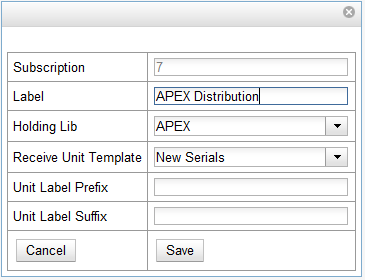 Subscription 7
Label APEX Distribution
Holding Lib APEX
Receive Unit Template New Serials
Unit Label Prefix
Unit Label Suffix
Cancel Save